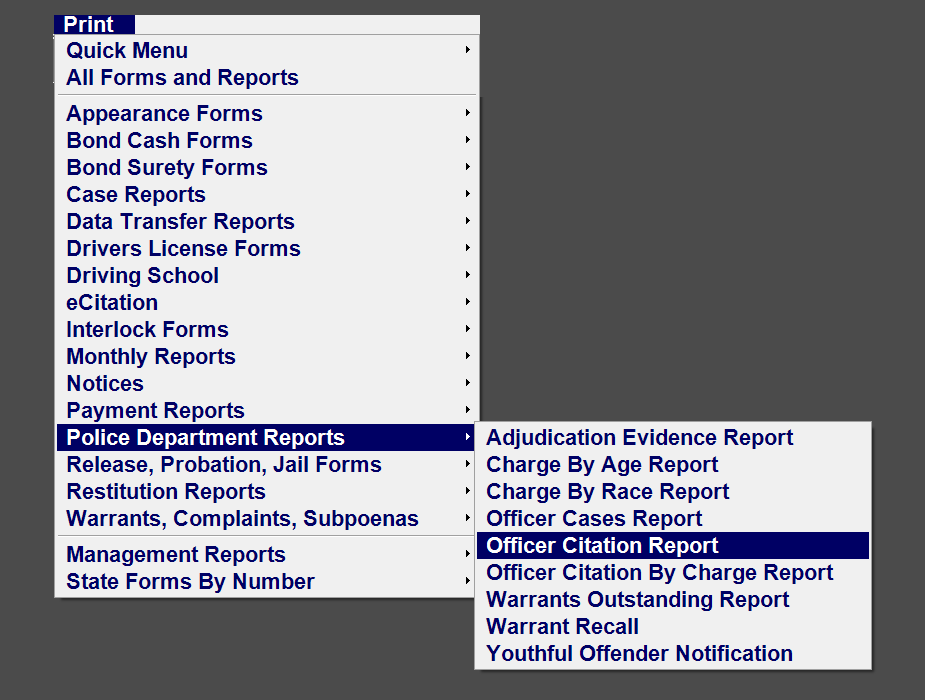 Print
Quick Menu
All Forms and Reports
Appearance Forms
Bond Cash Forms
Bond Surety Forms
Case Reports
Data Transfer Reports
Drivers License Forms
Driving School
eCitation
Interlock Forms
Monthly Reports
Notices
Payment Reports
Police Department Reports
Release, Probation, Jail Forms
Restitution Reports
Warrants, Complaints, Subpoenas
Management Reports
State Forms By Number
Adjudication Evidence Report
Charge By Age Report
Charge By Race Report
Officer Cases Report
Officer Citation Report
Officer Citation By Charge Report
Warrants Outstanding Report
Warrant Recall
Youthful Offender Notification